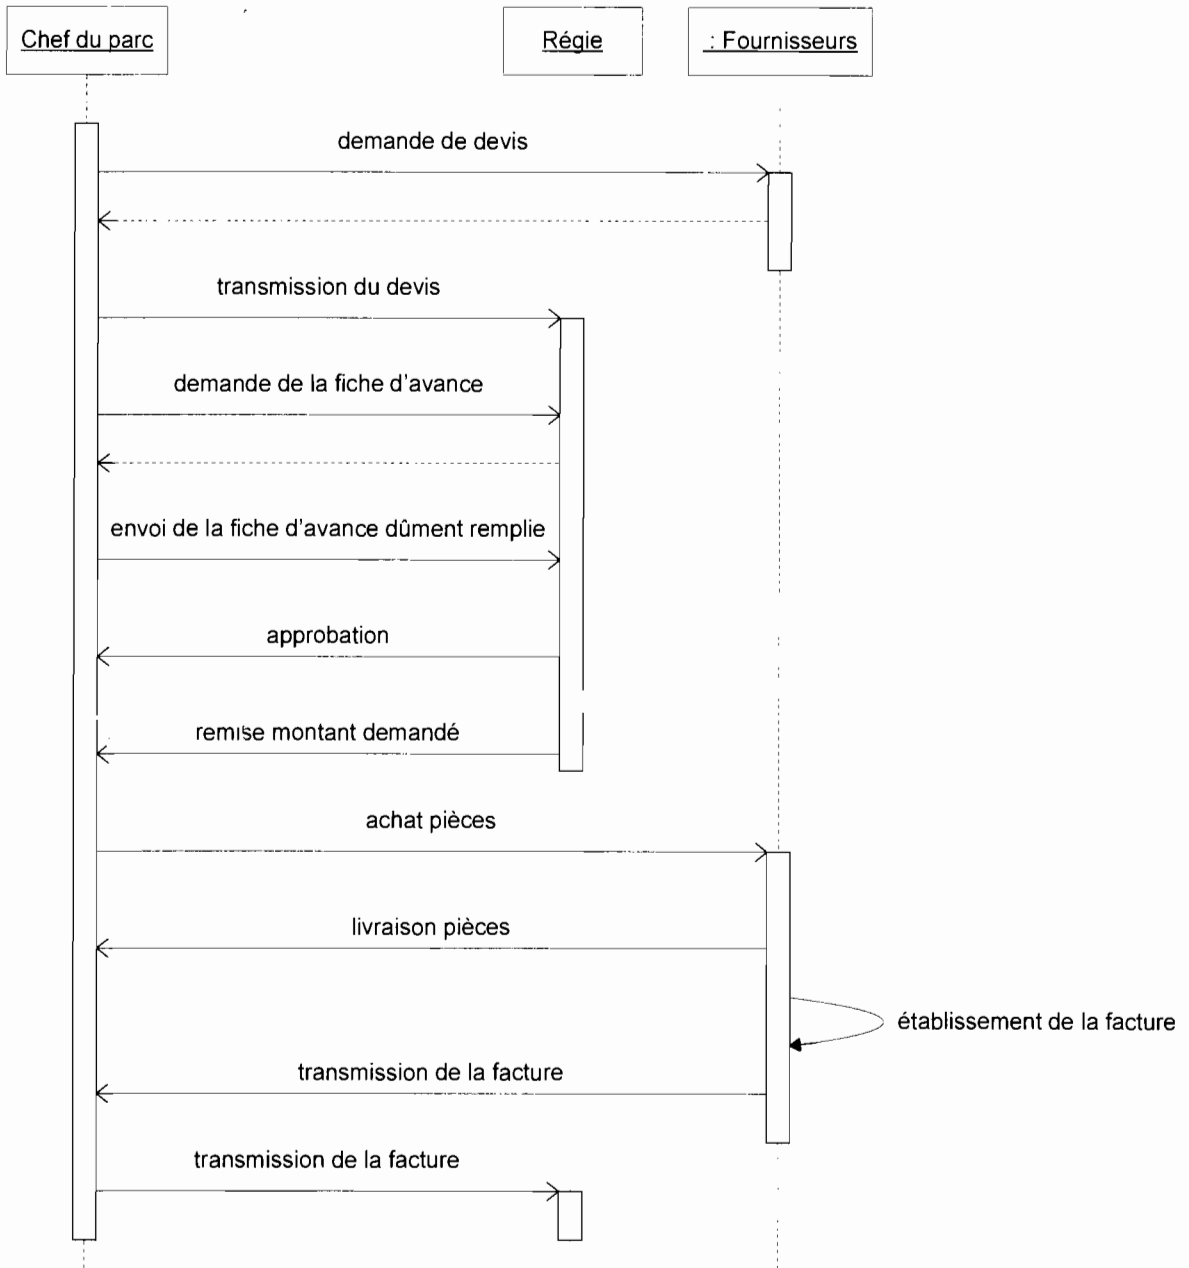 Chef du parc
Régie
: Fournisseurs
demande de devis
transmission du devis
demande de la fiche d'avance
envoi de la fiche d'avance dûment remplie
approbation
remise montant demandé
achat pièces
livraison pièces
établissement de la facture
transmission de la facture
transmission de la facture